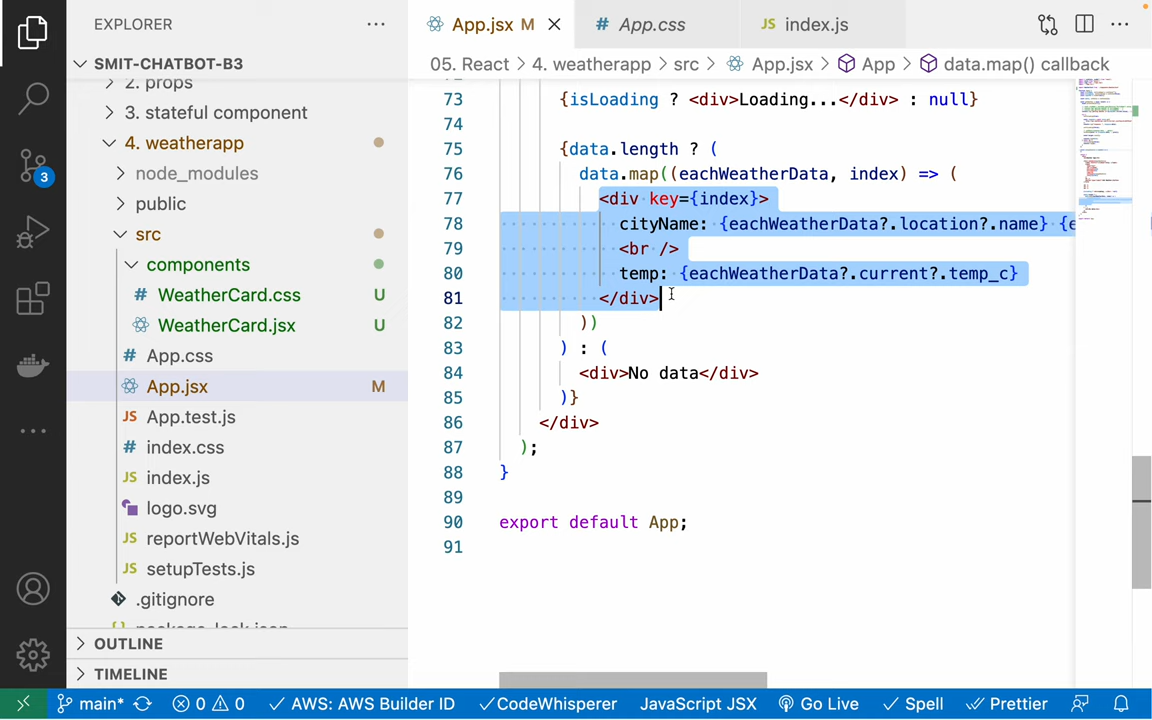 EXPLORER
SMIT-CHATBOT-B3
2. props
3. stateful component
4. weatherapp
node_modules
public
src
components
# WeatherCard.css U
WeatherCard.jsx U
# App.css
App.jsx M
JS App.test.js
# index.css
JS index.js
logo.svg
JS reportWebVitals.js
JS setupTests.js
.gitignore
OUTLINE
TIMELINE
3
App.jsx M
# App.css
JS index.js
05. React > 4. weatherapp > src > App.jsx > App > data.map() callback
73 {isLoading ? <div>Loading...</div> : null}
74
75 {data.length ? (
76 data.map((eachWeatherData, index) => (
77 <div key={index}>
78 cityName: {eachWeatherData?.location?.name} {e
79 <br />
80 temp: {eachWeatherData?.current?.temp_c}
81 </div>
82 ))
83 ) : (
84 <div>No data</div>
85 )}
86 </div>
87 );
88 }
89
90 export default App;
91
main* 0 0 AWS: AWS Builder ID CodeWhisperer JavaScript JSX Go Live Spell Prettier